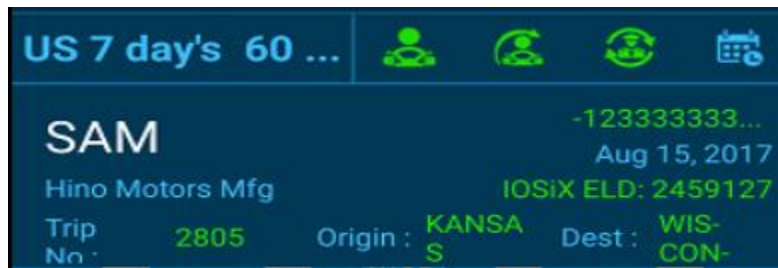 US 7 day's 60 ...
SAM
-123333333...
Aug 15, 2017
Hino Motors Mfg
IOSiX ELD: 2459127
Trip No :
2805
Origin :
KANSA
S
Dest :
WIS-
CON-